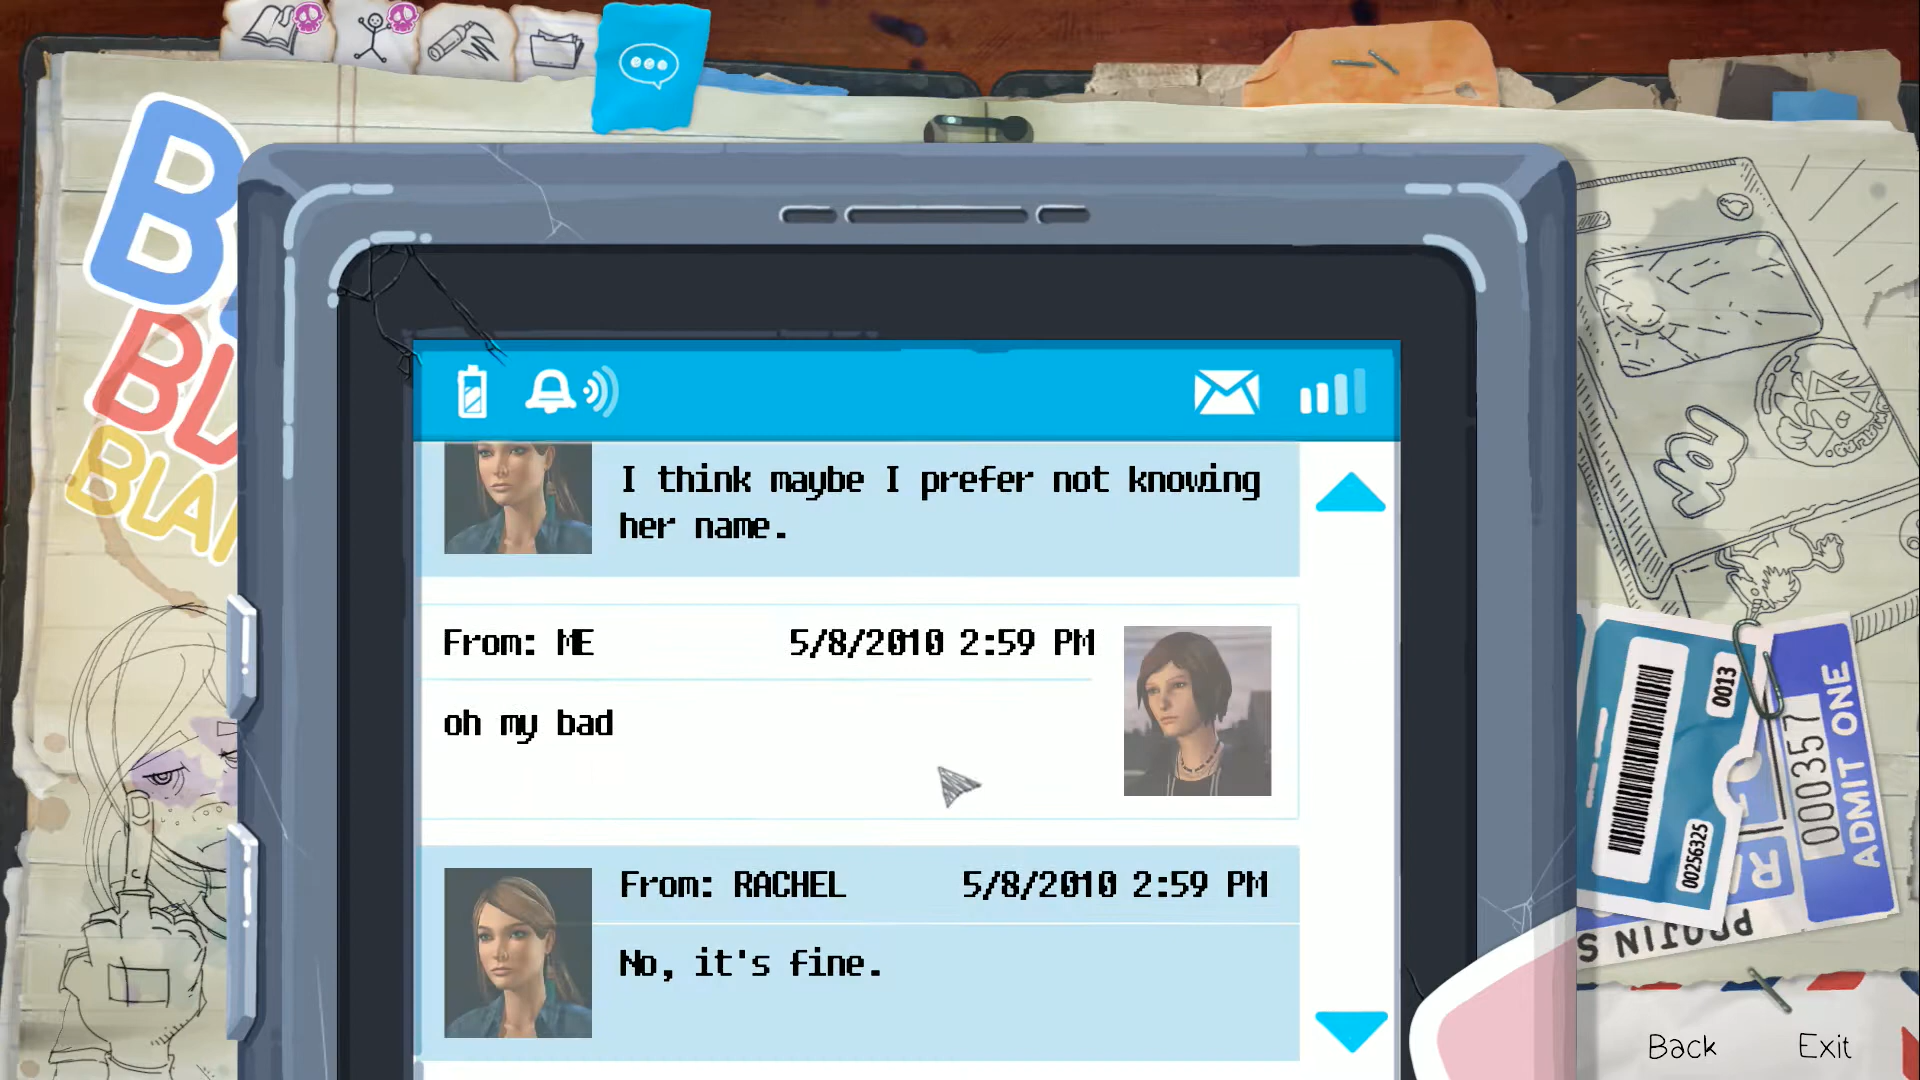 I think maybe I prefer not knowing
her name.
From: ME 5/8/2010 2:59 PM
oh my bad
From: RACHEL 5/8/2010 2:59 PM
No, it's fine.
0013
00256325
000357
ADMIT ONE
Back
Exit